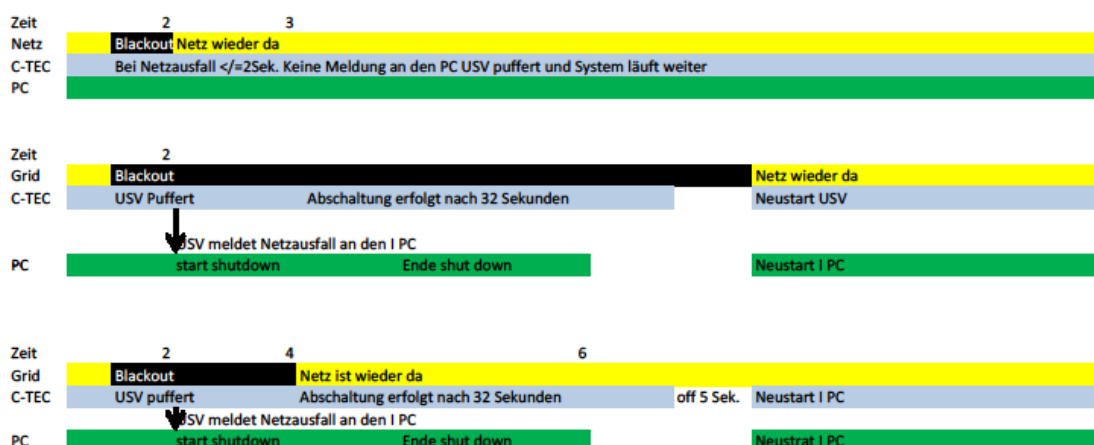 Zeit 2 3
Netz Blackout Netz wieder da
C-TEC Bei Netzausfall </=2Sek. Keine Meldung an den PC USV puffert und System läuft weiter
PC
Zeit 2
Grid Blackout Netz wieder da
C-TEC USV Puffert Abschaltung erfolgt nach 32 Sekunden Neustart USV
USV meldet Netzausfall an den I PC
PC start shutdown Ende shut down Neustart I PC
Zeit 2 4 6
Grid Blackout Netz ist wieder da
C-TEC USV puffert Abschaltung erfolgt nach 32 Sekunden off 5 Sek. Neustart I PC
USV meldet Netzausfall an den I PC
PC start shutdown Ende shut down Neustrat I PC